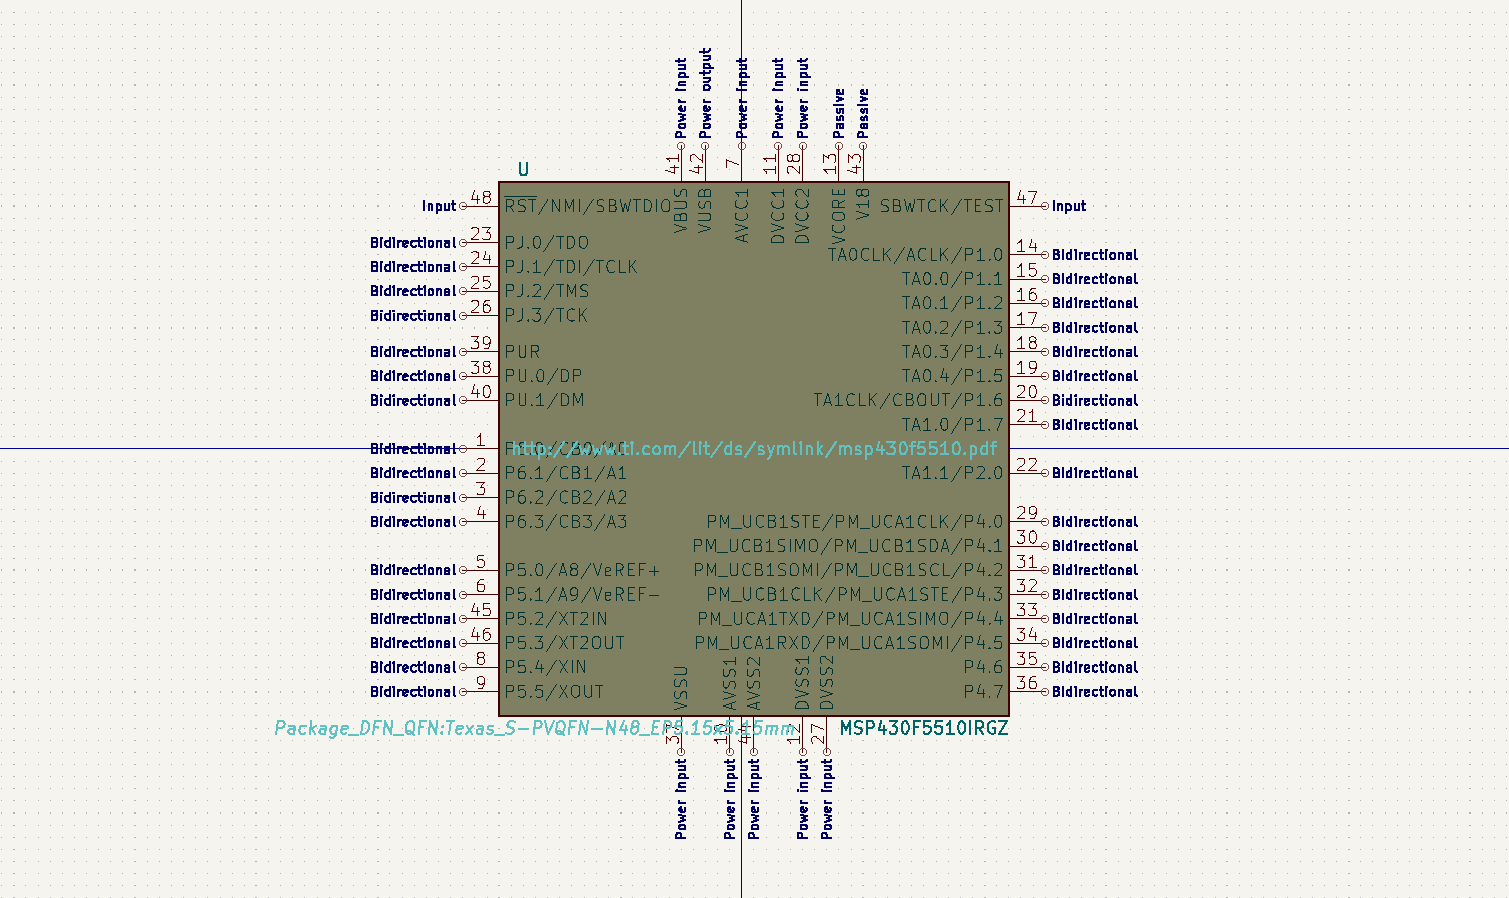 Power input
Power output
Power input
Power input
Power input
Passive
Passive
41
42
7
11
28
13
43
U
VBUS
VUSB
AVCC1
DVCC1
DVCC2
VCORE
V18
Input 48 RST/NMI/SBWTDIO
SBWTCK/TEST 47 Input
Bidirectional 23 PJ.0/TDO
TA0CLK/ACLK/P1.0 14 Bidirectional
Bidirectional 24 PJ.1/TDI/TCLK
TA0.0/P1.1 15 Bidirectional
Bidirectional 25 PJ.2/TMS
TA0.1/P1.2 16 Bidirectional
Bidirectional 26 PJ.3/TCK
TA0.2/P1.3 17 Bidirectional
Bidirectional 39 PUR
TA0.3/P1.4 18 Bidirectional
Bidirectional 38 PU.0/DP
TA0.4/P1.5 19 Bidirectional
Bidirectional 40 PU.1/DM
TA1CLK/CBOUT/P1.6 20 Bidirectional
TA1.0/P1.7 21 Bidirectional
Bidirectional 1 P6.0/CB0/A0
http://www.ti.com/lit/ds/symlink/msp430f5510.pdf
Bidirectional 2 P6.1/CB1/A1
TA1.1/P2.0 22 Bidirectional
Bidirectional 3 P6.2/CB2/A2
Bidirectional 4 P6.3/CB3/A3
PM_UCB1STE/PM_UCA1CLK/P4.0 29 Bidirectional
PM_UCB1SIMO/PM_UCB1SDA/P4.1 30 Bidirectional
Bidirectional 5 P5.0/A8/VeREF+
PM_UCB1SOMI/PM_UCB1SCL/P4.2 31 Bidirectional
Bidirectional 6 P5.1/A9/VeREF-
PM_UCB1CLK/PM_UCA1STE/P4.3 32 Bidirectional
Bidirectional 45 P5.2/XT2IN
PM_UCA1TXD/PM_UCA1SIMO/P4.4 33 Bidirectional
Bidirectional 46 P5.3/XT2OUT
PM_UCA1RXD/PM_UCA1SOMI/P4.5 34 Bidirectional
Bidirectional 8 P5.4/XIN
P4.6 35 Bidirectional
Bidirectional 9 P5.5/XOUT
P4.7 36 Bidirectional
VSSU
AVSS1
AVSS2
DVSS1
DVSS2
Package_DFN_QFN:Texas_S-PVQFN-N48_EP5.15x5.15mm
MSP430F5510IRGZ
37
10
44
12
27
Power input
Power input
Power input
Power input
Power input